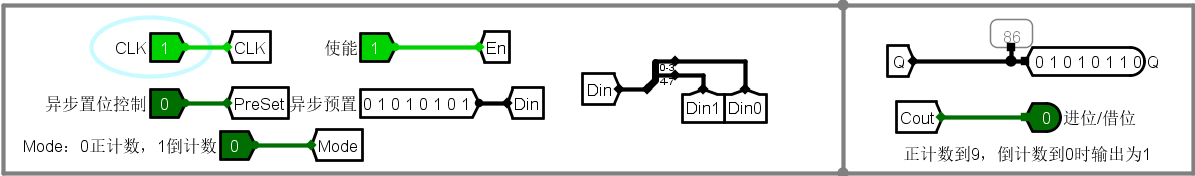 CLK 1 CLK
使能 1 En
异步置位控制 0 PreSet
异步预置 0 1 0 1 0 1 0 1 Din
Mode：0正计数，1倒计数 0 Mode
Din
0-3
4-7
Din1 Din0
86
Q 0 1 0 1 0 1 1 0 Q
Cout 0 进位/借位
正计数到9，倒计数到0时输出为1